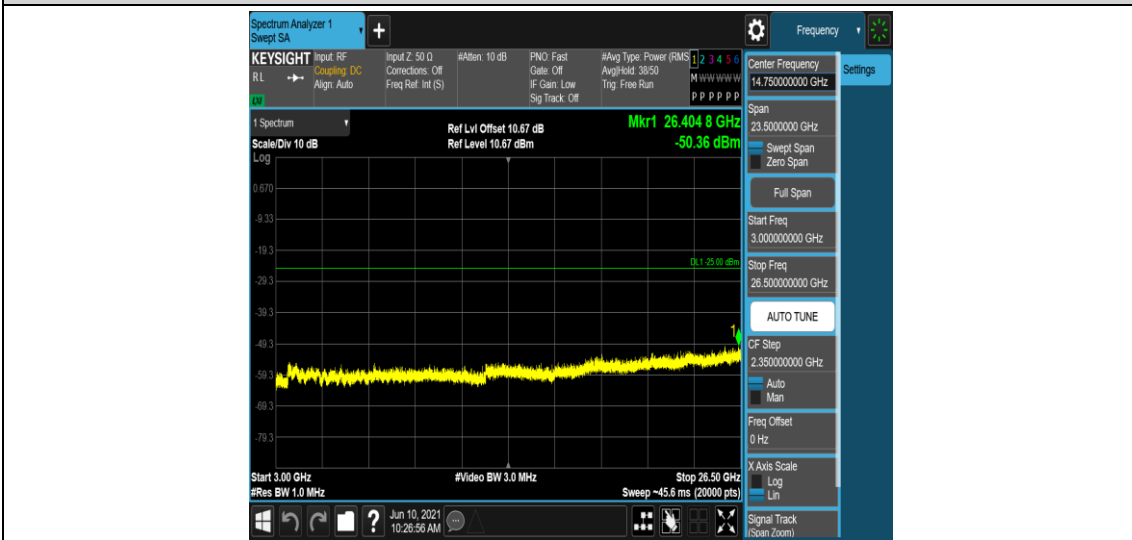 Spectrum Analyzer 1
Swept SA
+
Frequency
KEYSIGHT
RL
LXI
Input: RF
Coupling: DC
Align: Auto
Input Z: 50 Ω
Corrections: Off
Freq Ref: Int (S)
#Atten: 10 dB
PNO: Fast
Gate: Off
IF Gain: Low
Sig Track: Off
#Avg Type: Power (RMS
Avg|Hold: 38/50
Trig: Free Run
1 2 3 4 5 6
M W W W W W
P P P P P P
Settings
1 Spectrum
Scale/Div 10 dB
Log
Ref Lvl Offset 10.67 dB
Ref Level 10.67 dBm
Mkr1 26.404 8 GHz
-50.36 dBm
0.670
-9.33
-19.3
-29.3
-39.3
-49.3
-59.3
-69.3
-79.3
DL1 -25.00 dBm
1
Start 3.00 GHz
#Res BW 1.0 MHz
#Video BW 3.0 MHz
Stop 26.50 GHz
Sweep ~45.6 ms (20000 pts)
Center Frequency
14.750000000 GHz
Span
23.5000000 GHz
Swept Span
Zero Span
Full Span
Start Freq
3.000000000 GHz
Stop Freq
26.500000000 GHz
AUTO TUNE
CF Step
2.350000000 GHz
Auto
Man
Freq Offset
0 Hz
X Axis Scale
Log
Lin
Signal Track
(Span Zoom)
?
Jun 10, 2021
10:26:56 AM